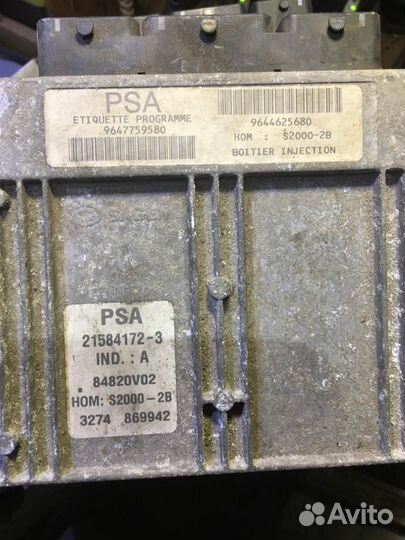 PSA
ETIQUETTE PROGRAMME
9647759580
9644625680
HOM : S2000-2B
BOITIER INJECTION
SAGEM
PSA
21584172-3
IND.: A
84820V02
HOM: S2000-2B
3274 869942
Avito